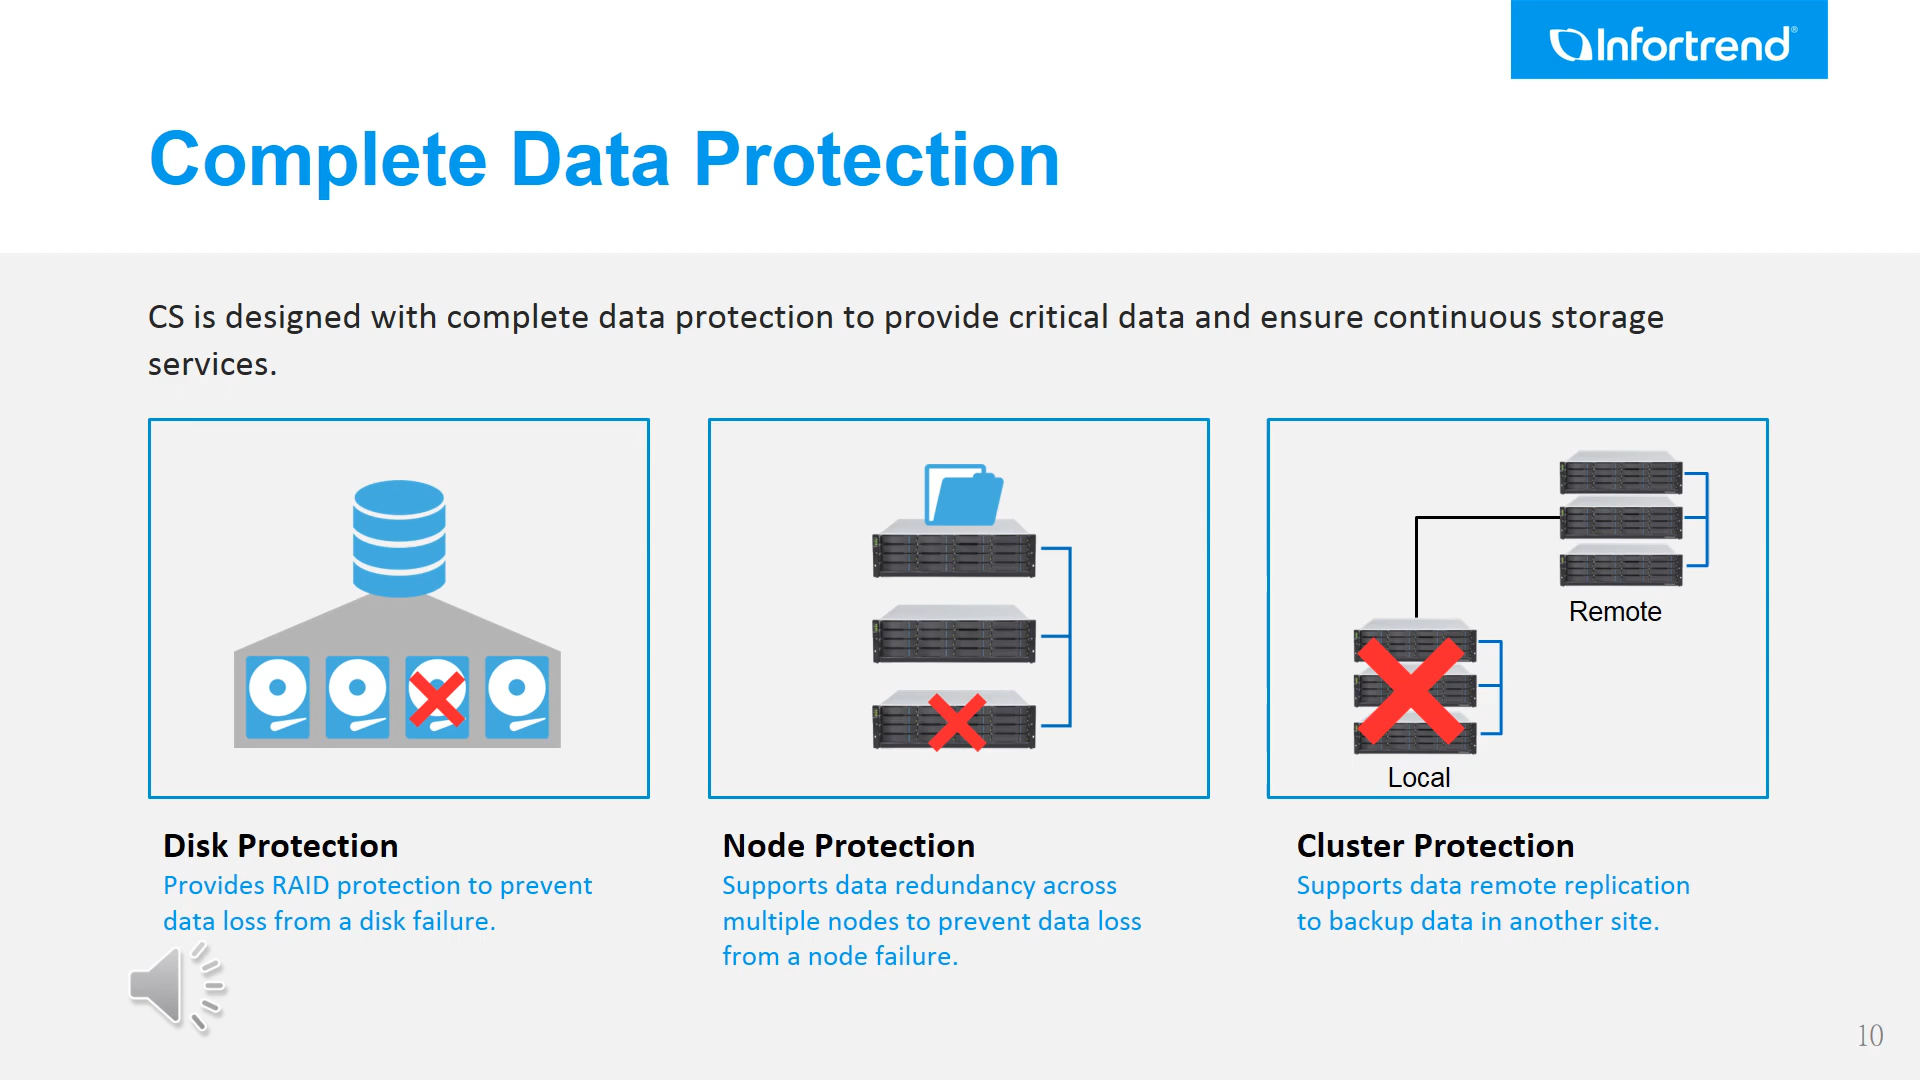 Infortrend®
Complete Data Protection
CS is designed with complete data protection to provide critical data and ensure continuous storage
services.
Remote
Local
Disk Protection
Provides RAID protection to prevent
data loss from a disk failure.
Node Protection
Supports data redundancy across
multiple nodes to prevent data loss
from a node failure.
Cluster Protection
Supports data remote replication
to backup data in another site.
10